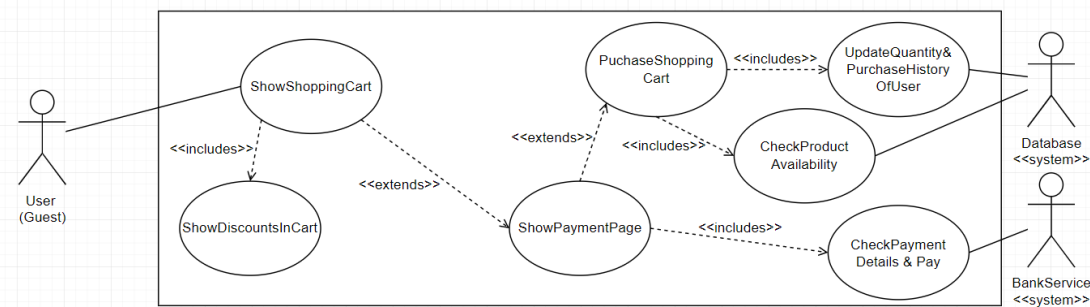 ShowShoppingCart
PuchaseShopping
Cart
<<includes>>
UpdateQuantity&
PurchaseHistory
OfUser
<<includes>>
<<extends>>
<<includes>>
CheckProduct
Availability
Database
<<system>>
<<extends>>
User
(Guest)
ShowDiscountsInCart
ShowPaymentPage
<<includes>>
CheckPayment
Details & Pay
BankService
<<system>>